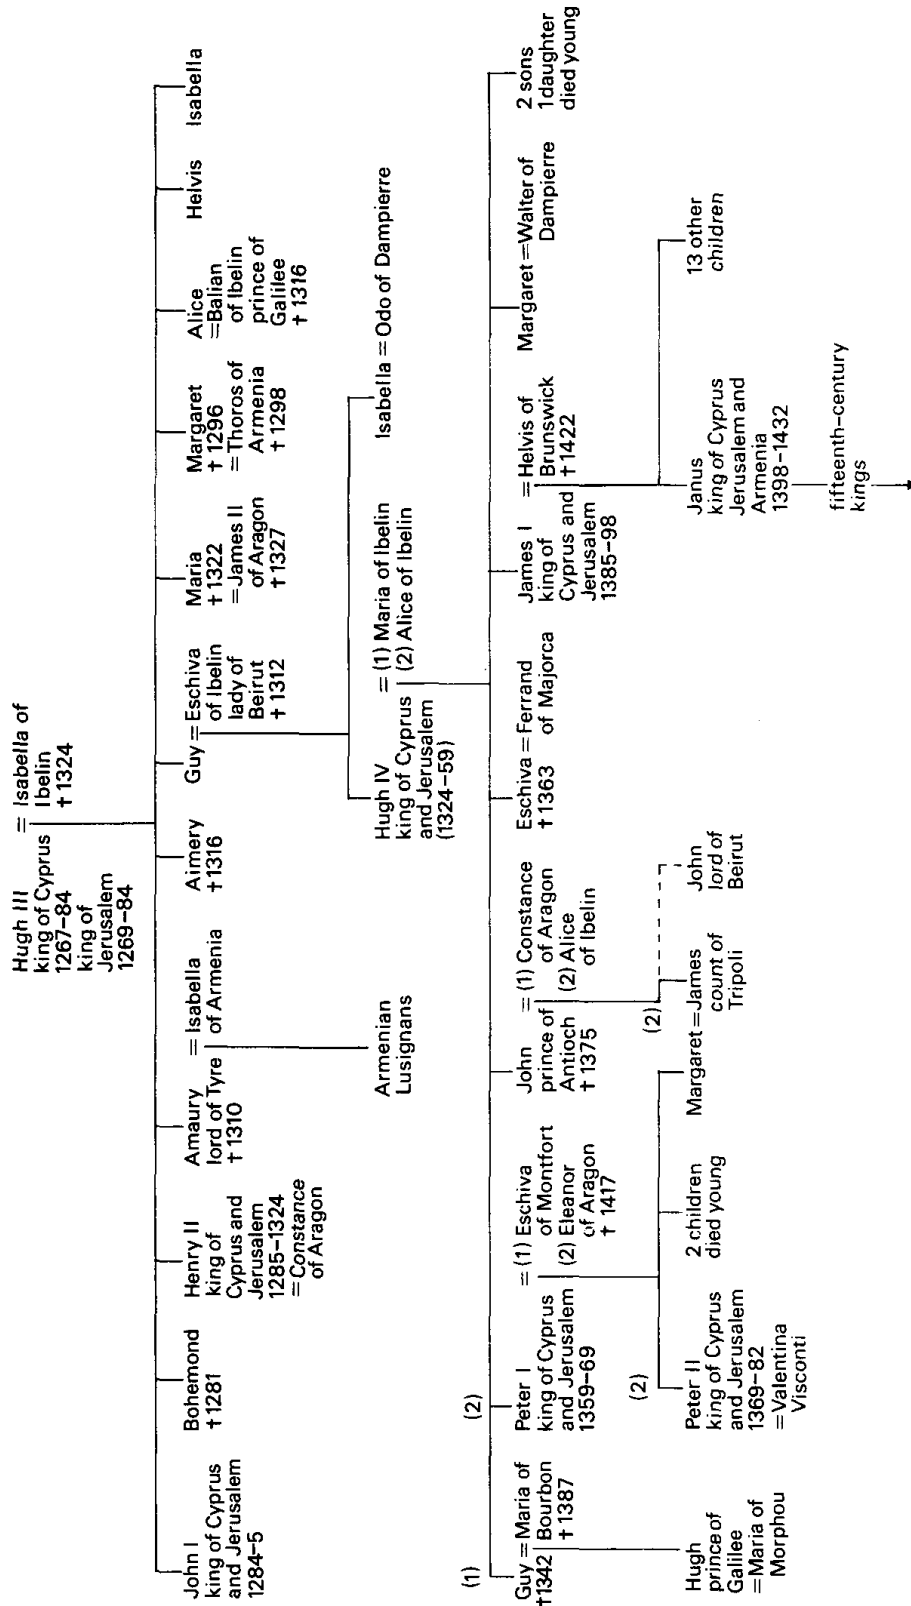 Hugh III
king of Cyprus
1267–84
king of
Jerusalem
1269–84
= Isabella of
Ibelin
† 1324
John I
king of Cyprus
and Jerusalem
1284–5
Bohemond
† 1281
Henry II
king of
Cyprus and
Jerusalem
1285–1324
= Constance
of Aragon
Amaury
lord of Tyre
† 1310
= Isabella
of Armenia
Aimery
† 1316
Guy = Eschiva
of Ibelin
lady of
Beirut
† 1312
Maria
† 1322
= James II
of Aragon
† 1327
Margaret
† 1296
= Thoros of
Armenia
† 1298
Alice
= Balian
of Ibelin
prince of
Galilee
† 1316
Helvis
Isabella
Armenian
Lusignans
Hugh IV
king of Cyprus
and Jerusalem
(1324–59)
= (1) Maria of Ibelin
(2) Alice of Ibelin
Isabella = Odo of Dampierre
(1)
Guy = Maria of
† 1342 Bourbon
† 1387
(2)
Peter I
king of Cyprus
and Jerusalem
1359–69
= (1) Eschiva
of Montfort
(2) Eleanor
of Aragon
† 1417
John
prince of
Antioch
† 1375
= (1) Constance
of Aragon
(2) Alice
of Ibelin
Eschiva = Ferrand
† 1363 of Majorca
James I
king of
Cyprus and
Jerusalem
1385–98
= Helvis of
Brunswick
† 1422
Margaret = Walter of
Dampierre
2 sons
1 daughter
died young
Hugh
prince of
Galilee
= Maria of
Morphou
(2)
Peter II
king of Cyprus
and Jerusalem
1369–82
= Valentina
Visconti
2 children
died young
(2)
Margaret = James
count of
Tripoli
John
lord of
Beirut
Janus
king of Cyprus
Jerusalem and
Armenia
1398–1432
13 other
children
fifteenth-century
kings